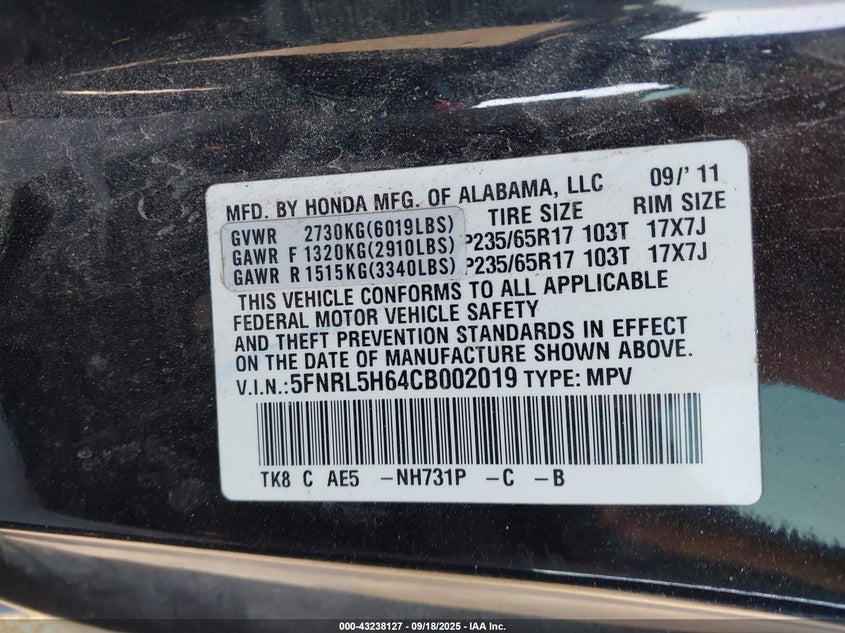 MFD. BY HONDA MFG. OF ALABAMA, LLC 09/' 11
GVWR 2730KG(6019LBS) TIRE SIZE RIM SIZE
GAWR F 1320KG(2910LBS) P235/65R17 103T 17X7J
GAWR R 1515KG(3340LBS) P235/65R17 103T 17X7J
THIS VEHICLE CONFORMS TO ALL APPLICABLE
FEDERAL MOTOR VEHICLE SAFETY
AND THEFT PREVENTION STANDARDS IN EFFECT
ON THE DATE OF MANUFACTURE SHOWN ABOVE.
V.I.N.:5FNRL5H64CB002019 TYPE: MPV
TK8 C AE5 -NH731P -C -B
000-43238127 - 09/18/2025 - IAA Inc.